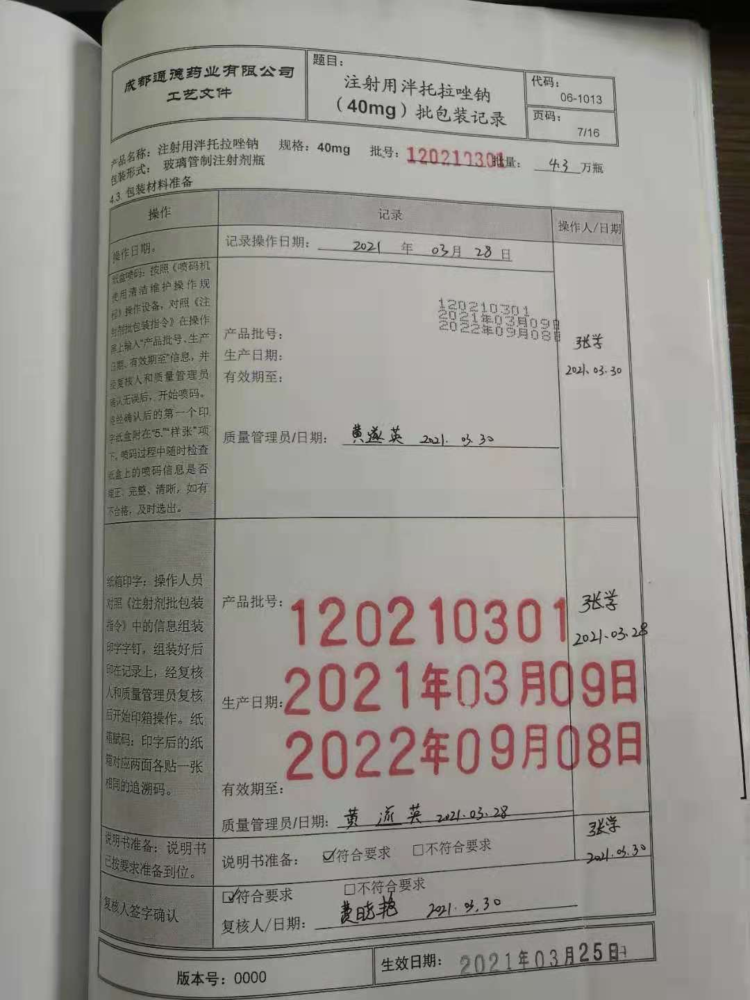 成都通德药业有限公司
工艺文件
题目：
注射用泮托拉唑钠
（40mg）批包装记录
代码：
06-1013
页码：
7/16
产品名称：注射用泮托拉唑钠 规格：40mg 批号：120210301 批量：4.3万瓶
包装形式： 玻璃管制注射剂瓶
4.3. 包装材料准备
操作
记录
操作人/日期
操作日期。
记录操作日期： 2021 年 03月 28 日
纸盒喷码：按照《喷码机
使用清洁维护操作规
程》操作设备，对照《注
射剂批包装指令》在操作
屏上输入“产品批号、生产
日期、有效期至”信息，并
经复核人和质量管理员
确认无误后，开始喷码。
将经确认后的第一个印
字纸盒附在“5.”“样张”项
下。喷码过程中随时检查
纸盒上的喷码信息是否
端正、完整、清晰，如有
不合格，及时选出。
120210301
2021年03月09日
2022年09月08日
产品批号：
生产日期：
有效期至：
质量管理员/日期： 黄遂英 2021. 03. 30
张学
2021.03.30
纸箱印字：操作人员
对照《注射剂批包装
指令》中的信息组装
印字字钉，组装好后
印在记录上，经复核
人和质量管理员复核
后开始印箱操作。纸
箱赋码：印字后的纸
箱对应两面各贴一张
相同的追溯码。
产品批号：120210301
生产日期：2021年03月09日
2022年09月08日
有效期至：
质量管理员/日期： 黄 英 2021.03.28
张学
2021.03.28
说明书准备：说明书
已按要求准备到位。
说明书准备： ☑符合要求 □不符合要求
张学
2021.03.30
复核人签字确认
☑符合要求 □不符合要求
复核人/日期： 费晓艳 2021.03.30
版本号：0000
生效日期： 2021年03月25日